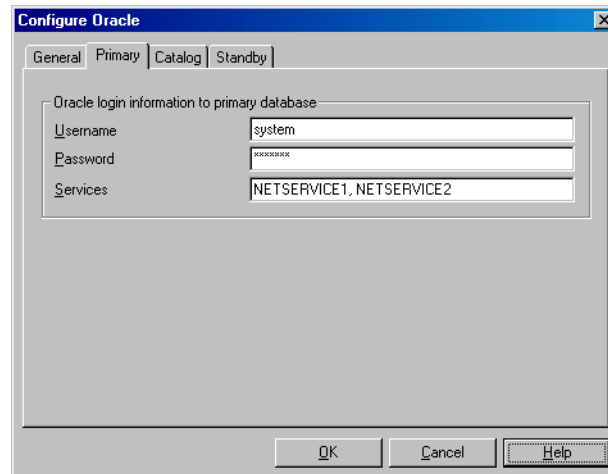 Configure Oracle
General Primary Catalog Standby
Oracle login information to primary database
Username system
Password *******
Services NETSERVICE1, NETSERVICE2
OK Cancel Help